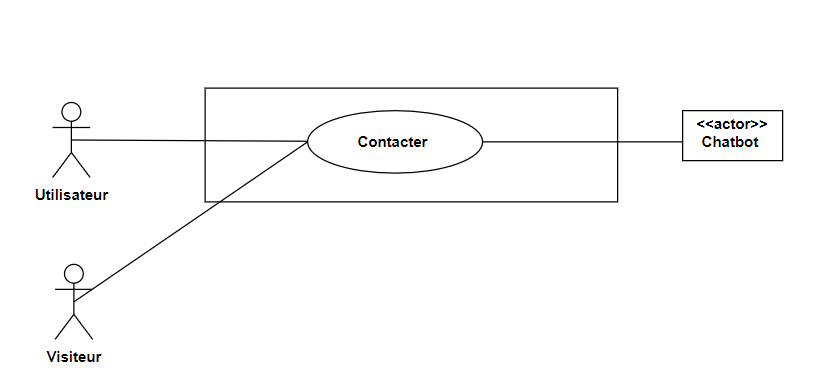 <<actor>>
Contacter
Chatbot
Utilisateur
Visiteur